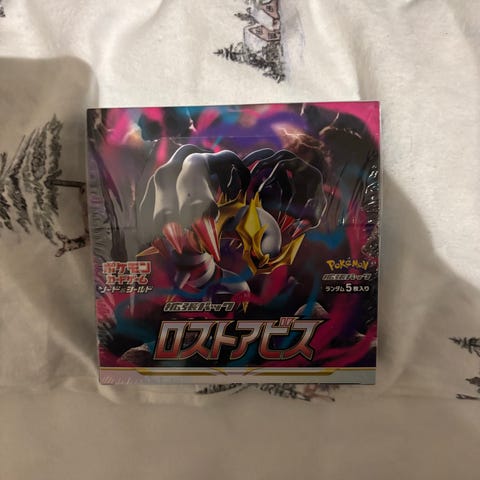 ポケモン
カードゲーム
ソード&シールド
POKÉMON
拡張パック
ランダム5枚入り
拡張パック
ロストアビス